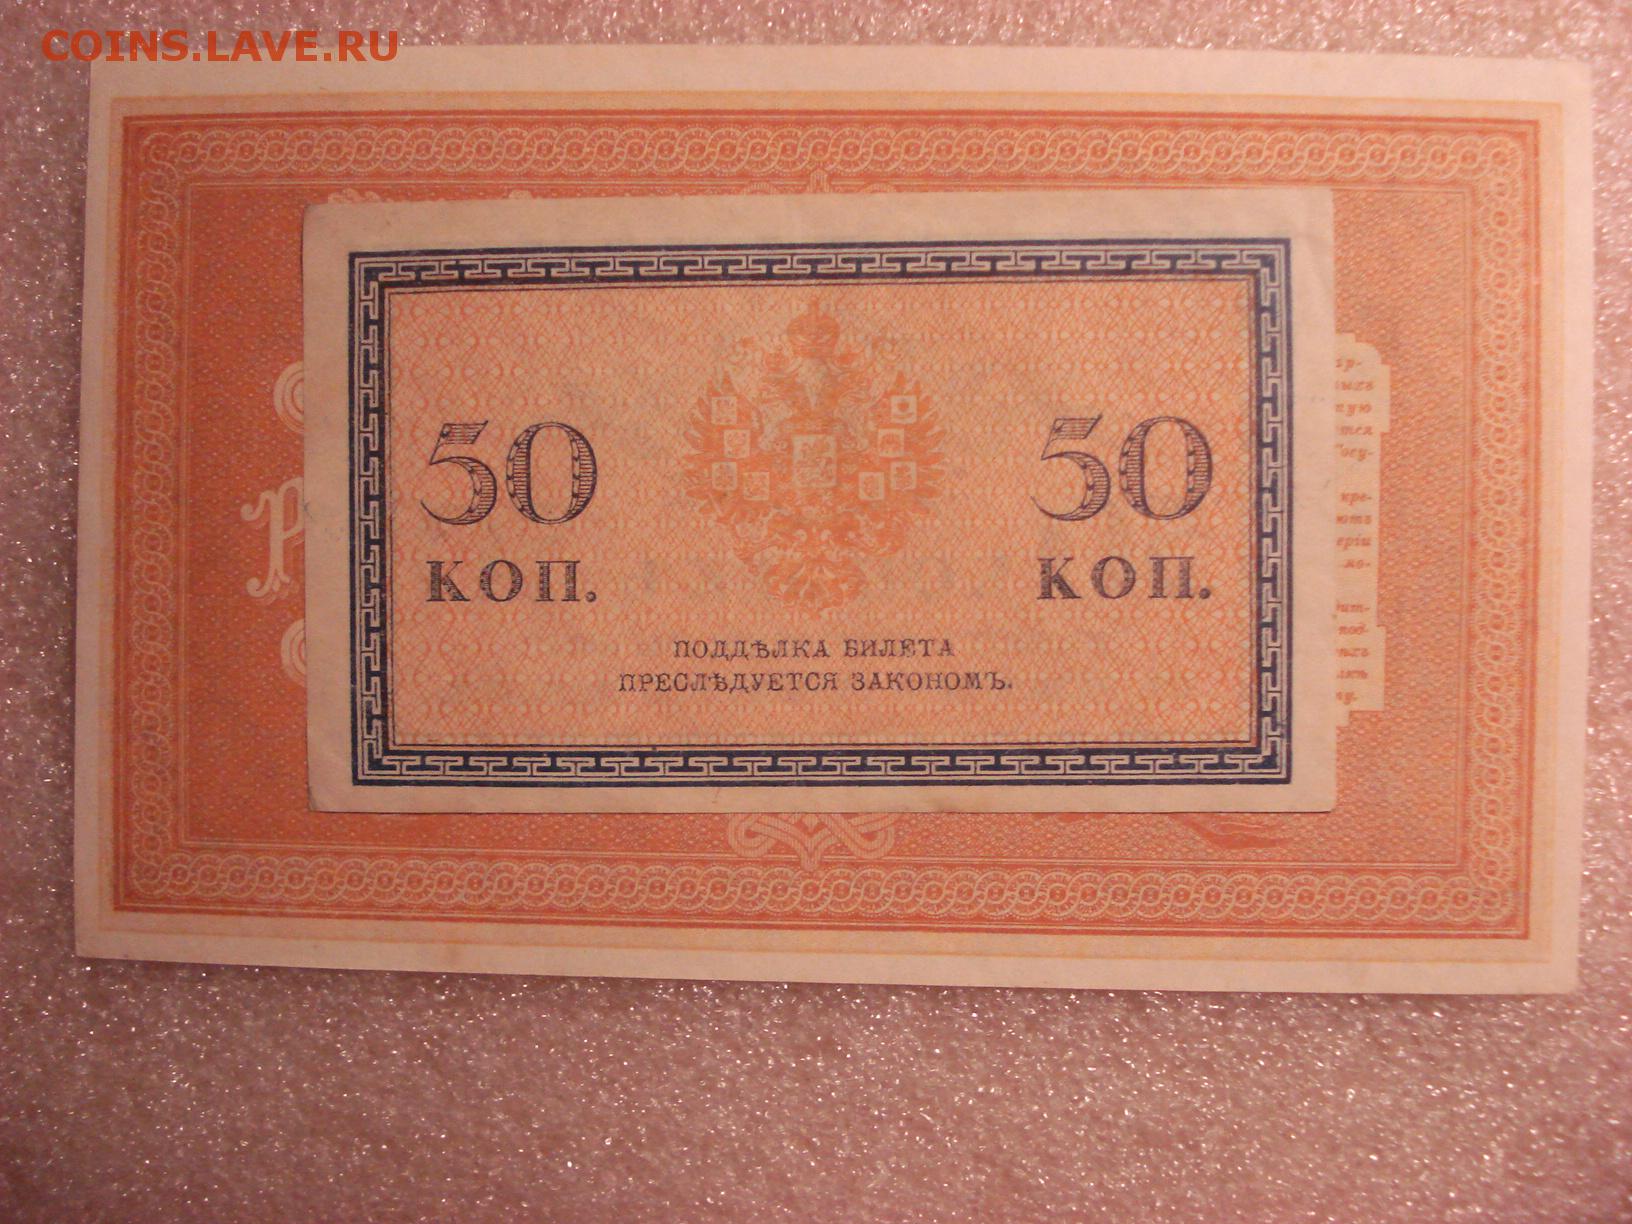 COINS.LAVE.RU
50
50
КОП.
КОП.
ПОДДѢЛКА БИЛЕТА
ПРЕСЛѢДУЕТСЯ ЗАКОНОМЪ.